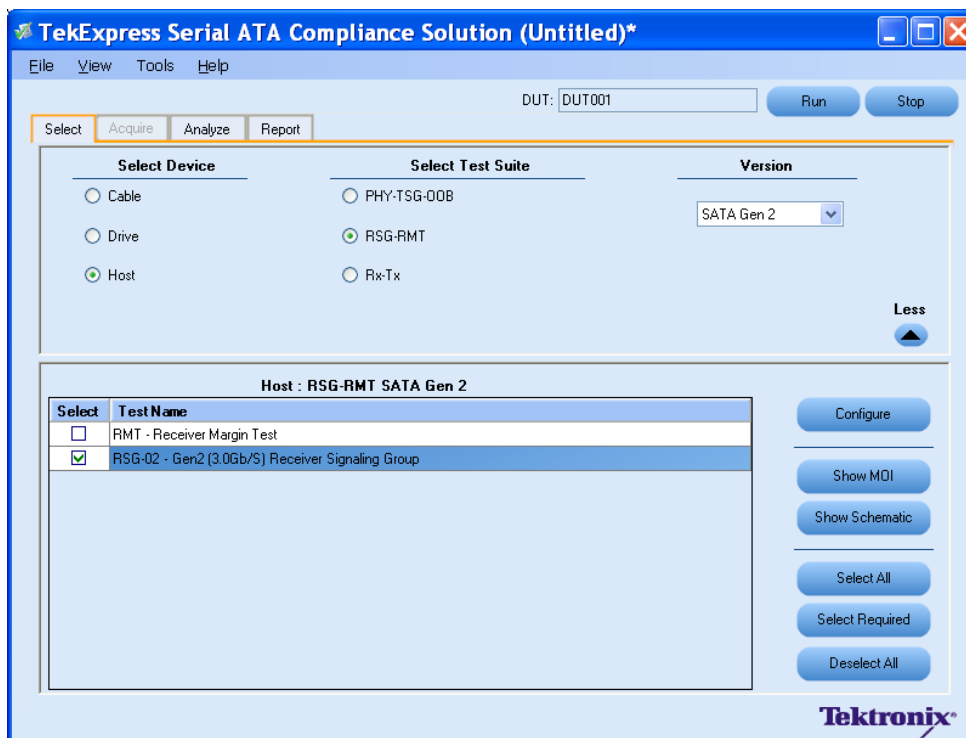 TekExpress Serial ATA Compliance Solution (Untitled)*
File View Tools Help
DUT: DUT001 Run Stop
Select Acquire Analyze Report
Select Device Select Test Suite Version
Cable PHY-TSG-OOB SATA Gen 2
Drive RSG-RMT
Host Rx-Tx
Less
Host : RSG-RMT SATA Gen 2
Select Test Name
RMT - Receiver Margin Test
RSG-02 - Gen2 (3.0Gb/S) Receiver Signaling Group
Configure
Show MOI
Show Schematic
Select All
Select Required
Deselect All
Tektronix